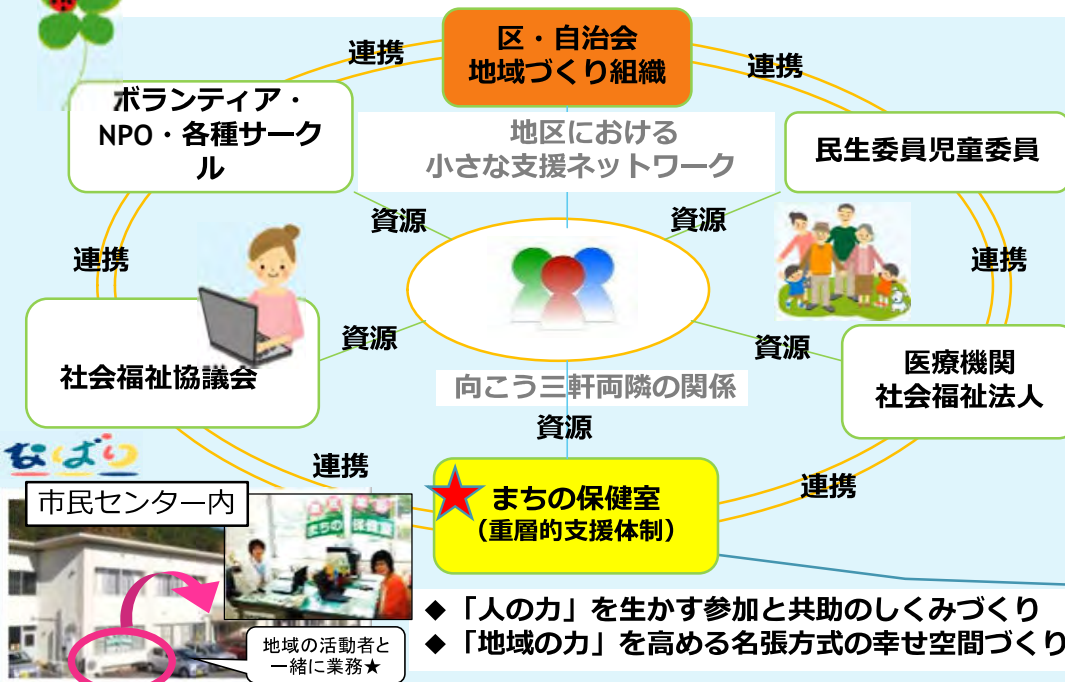 連携
区・自治会
地域づくり組織
連携
ボランティア・
NPO・各種サーク
ル
地区における
小さな支援ネットワーク
民生委員児童委員
資源
資源
連携
連携
社会福祉協議会
資源
資源
医療機関
社会福祉法人
向こう三軒両隣の関係
資源
なばり
連携
連携
市民センター内
まちの保健室
まちの保健室
（重層的支援体制）
地域の活動者と
一緒に業務★
◆「人の力」を生かす参加と共助のしくみづくり
◆「地域の力」を高める名張方式の幸せ空間づくり